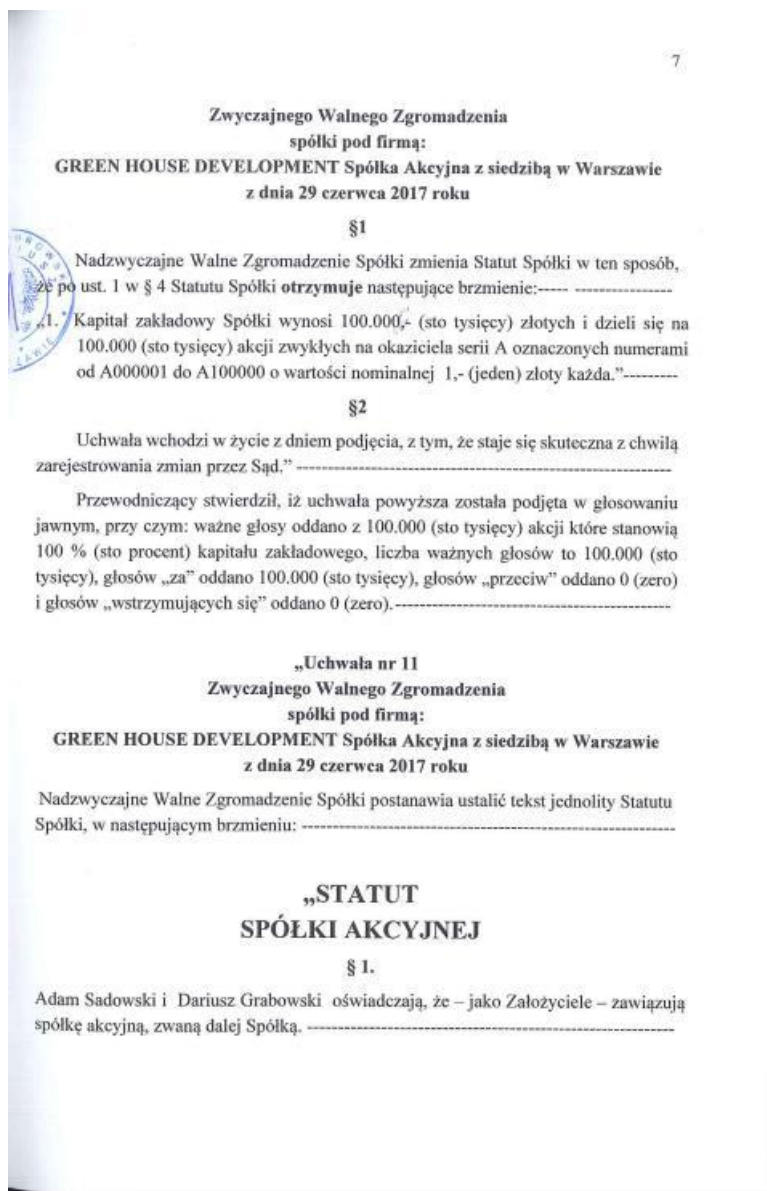 7
Zwyczajnego Walnego Zgromadzenia
spółki pod firmą:
GREEN HOUSE DEVELOPMENT Spółka Akcyjna z siedzibą w Warszawie
z dnia 29 czerwca 2017 roku
§1
Nadzwyczajne Walne Zgromadzenie Spółki zmienia Statut Spółki w ten sposób,
że po ust. 1 w § 4 Statutu Spółki otrzymuje następujące brzmienie:----- ----------------
„1. Kapitał zakładowy Spółki wynosi 100.000,- (sto tysięcy) złotych i dzieli się na
100.000 (sto tysięcy) akcji zwykłych na okaziciela serii A oznaczonych numerami
od A000001 do A100000 o wartości nominalnej 1,- (jeden) złoty każda.”---------
§2
Uchwała wchodzi w życie z dniem podjęcia, z tym, że staje się skuteczna z chwilą
zarejestrowania zmian przez Sąd.” -------------------------------------------------------------
Przewodniczący stwierdził, iż uchwała powyższa została podjęta w głosowaniu
jawnym, przy czym: ważne głosy oddano z 100.000 (sto tysięcy) akcji które stanowią
100 % (sto procent) kapitału zakładowego, liczba ważnych głosów to 100.000 (sto
tysięcy), głosów „za” oddano 100.000 (sto tysięcy), głosów „przeciw” oddano 0 (zero)
i głosów „wstrzymujących się” oddano 0 (zero).---------------------------------------------
„Uchwała nr 11
Zwyczajnego Walnego Zgromadzenia
spółki pod firmą:
GREEN HOUSE DEVELOPMENT Spółka Akcyjna z siedzibą w Warszawie
z dnia 29 czerwca 2017 roku
Nadzwyczajne Walne Zgromadzenie Spółki postanawia ustalić tekst jednolity Statutu
Spółki, w następującym brzmieniu: -------------------------------------------------------------
„STATUT
SPÓŁKI AKCYJNEJ
§ 1.
Adam Sadowski i Dariusz Grabowski oświadczają, że – jako Założyciele – zawiązują
spółkę akcyjną, zwaną dalej Spółką. ------------------------------------------------------------